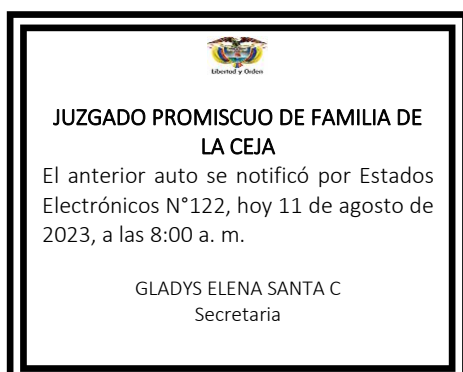 Libertad y Orden
JUZGADO PROMISCUO DE FAMILIA DE
LA CEJA
El anterior auto se notificó por Estados
Electrónicos N°122, hoy 11 de agosto de
2023, a las 8:00 a. m.
GLADYS ELENA SANTA C
Secretaria